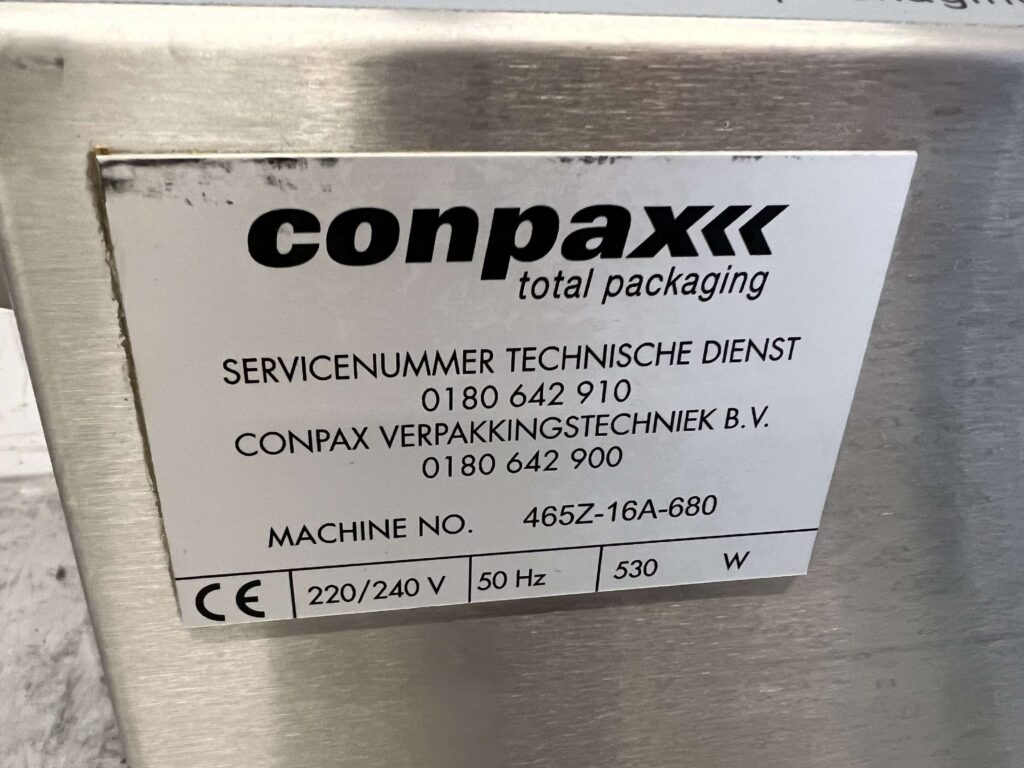 conpax
total packaging
SERVICENUMMER TECHNISCHE DIENST
0180 642 910
CONPAX VERPAKKINGSTECHNIEK B.V.
0180 642 900
MACHINE NO. 465Z-16A-680
CE 220/240 V 50 Hz 530 W